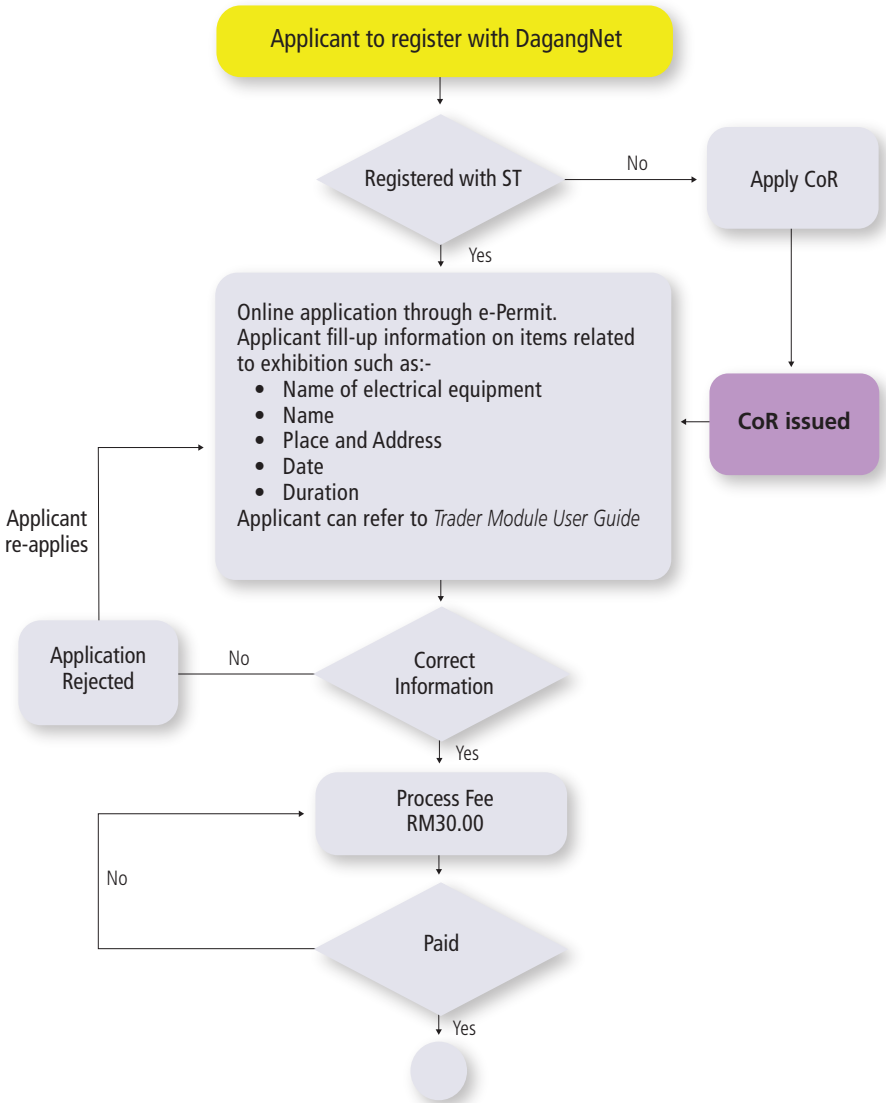 Applicant to register with DagangNet
Registered with ST
No
Apply CoR
Yes
Online application through e-Permit.
Applicant fill-up information on items related
to exhibition such as:-
• Name of electrical equipment
• Name
• Place and Address
• Date
• Duration
Applicant can refer to Trader Module User Guide
CoR issued
Applicant
re-applies
Application
Rejected
No
Correct
Information
Yes
Process Fee
RM30.00
No
Paid
Yes